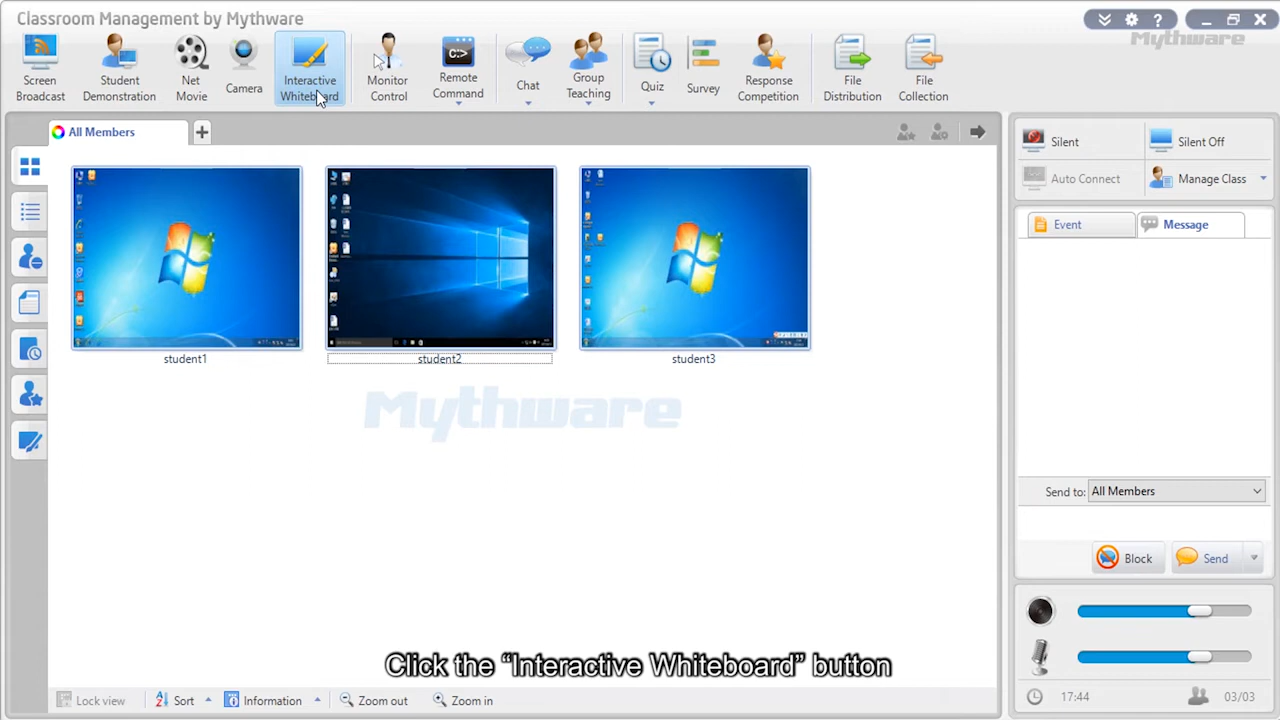 Classroom Management by Mythware
Mythware
Screen Broadcast
Student Demonstration
Net Movie
Camera
Interactive Whiteboard
Monitor Control
Remote Command
Chat
Group Teaching
Quiz
Survey
Response Competition
File Distribution
File Collection
All Members
Silent
Silent Off
Auto Connect
Manage Class
Event
Message
student1
student2
student3
Mythware
Send to: All Members
Block
Send
Click the “Interactive Whiteboard” button
Lock view
Sort
Information
Zoom out
Zoom in
17:44
03/03